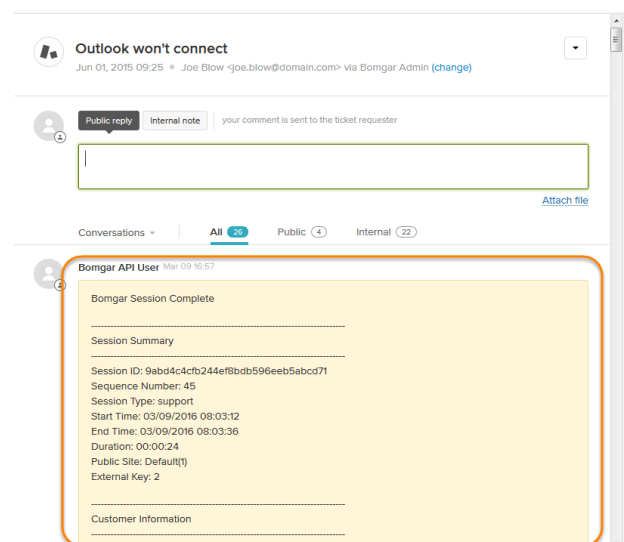 Outlook won't connect
Jun 01, 2015 09:25 • Joe Blow <joe.blow@domain.com> via Bomgar Admin (change)
Public reply Internal note your comment is sent to the ticket requester
Attach file
Conversations All 26 Public 4 Internal 22
Bomgar API User Mar 09 16:57
Bomgar Session Complete
--------------------------------------------------------------------------------
Session Summary
--------------------------------------------------------------------------------
Session ID: 9abd4c4cfb244ef8bdb596eeb5abcd71
Sequence Number: 45
Session Type: support
Start Time: 03/09/2016 08:03:12
End Time: 03/09/2016 08:03:36
Duration: 00:00:24
Public Site: Default(1)
External Key: 2
--------------------------------------------------------------------------------
Customer Information
--------------------------------------------------------------------------------